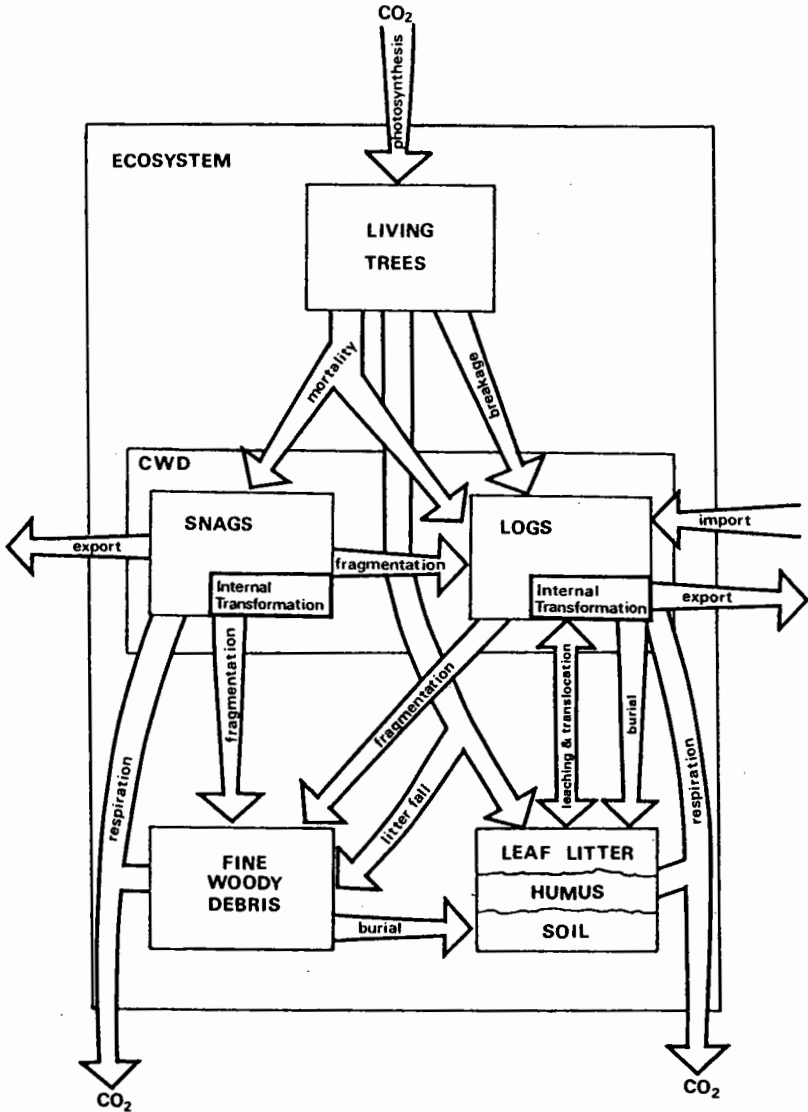 CO₂
photosynthesis
ECOSYSTEM
LIVING
TREES
mortality
breakage
CWD
SNAGS
LOGS
import
export
fragmentation
Internal
Transformation
Internal
Transformation
export
fragmentation
fragmentation
leaching & translocation
burial
respiration
respiration
litter fall
FINE
WOODY
DEBRIS
LEAF LITTER
HUMUS
SOIL
burial
CO₂
CO₂